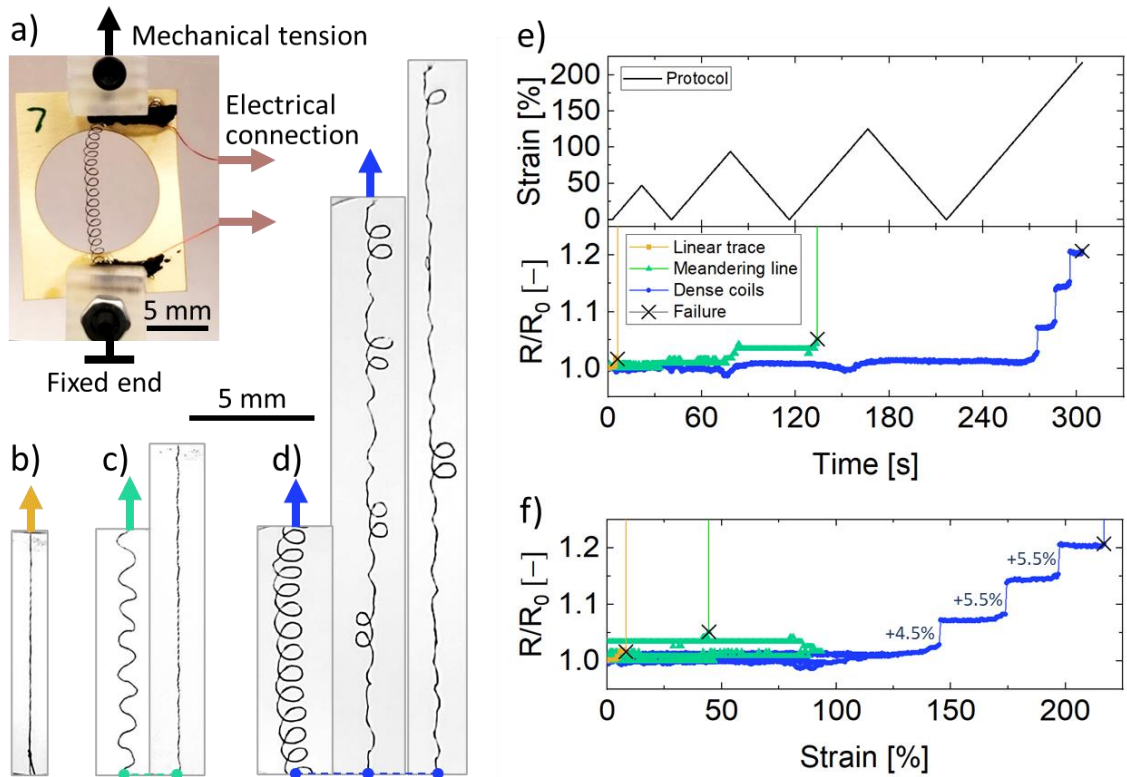 a)
Mechanical tension
7
Electrical
connection
5 mm
Fixed end
5 mm
b)
c)
d)
e)
Protocol
Strain [%]
200
150
100
50
0
Linear trace
Meandering line
Dense coils
Failure
R/R0 [–]
1.2
1.1
1.0
0 60 120 180 240 300
Time [s]
f)
R/R0 [–]
1.2
1.1
1.0
+4.5%
+5.5%
+5.5%
0 50 100 150 200
Strain [%]